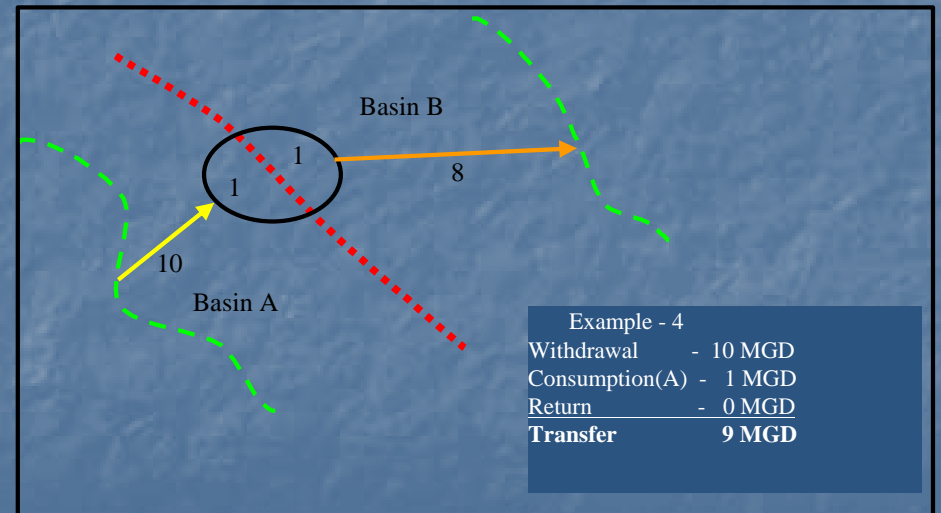 Basin B
1
1
8
10
Basin A
Example - 4
Withdrawal - 10 MGD
Consumption(A) - 1 MGD
Return - 0 MGD
Transfer 9 MGD